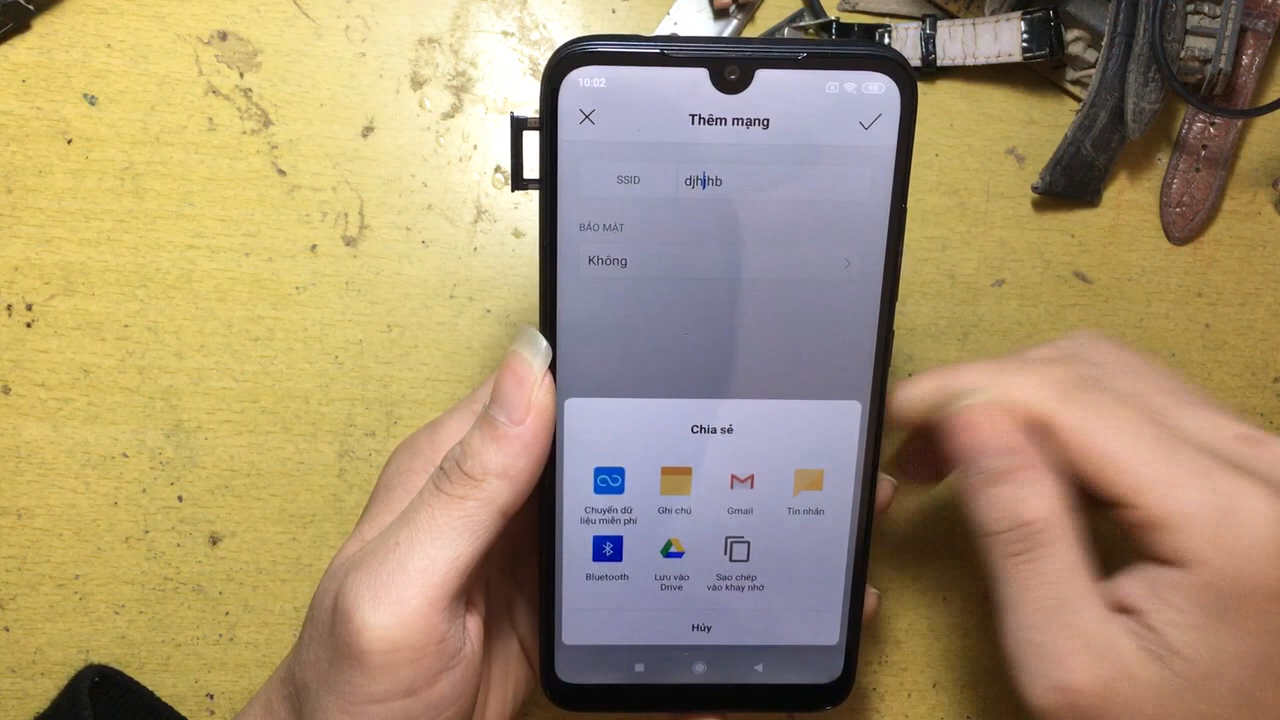 10:02
Thêm mạng
SSID
djhjhb
BẢO MẬT
Không
Chia sẻ
Chuyển dữ
liệu miễn phí
Ghi chú
Gmail
Tin nhắn
Bluetooth
Lưu vào
Drive
Sao chép
vào khay nhớ
Hủy